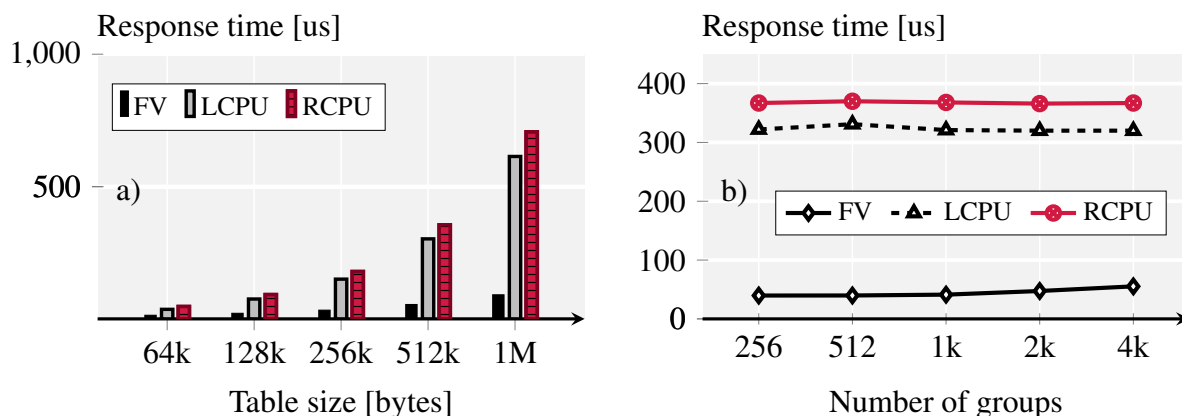 Response time [us]
1,000
500
FV LCPU RCPU
a)
64k 128k 256k 512k 1M
Table size [bytes]
Response time [us]
400
300
200
100
0
b)
FV LCPU RCPU
256 512 1k 2k 4k
Number of groups